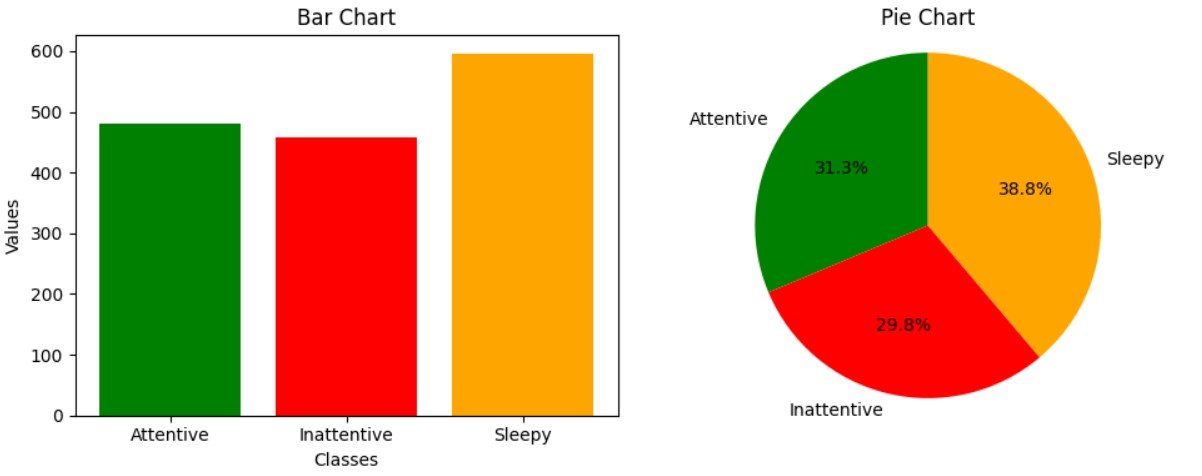 Bar Chart
600
500
400
300
200
100
0
Values
Attentive
Inattentive
Sleepy
Classes
Pie Chart
Attentive
31.3%
Sleepy
38.8%
29.8%
Inattentive